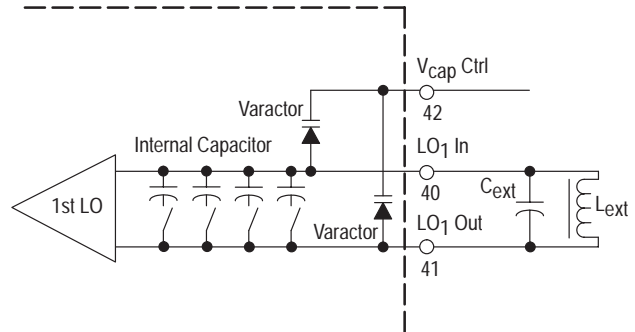 Vcap Ctrl
Varactor
42
Internal Capacitor
LO1 In
1st LO
40
Cext
Lext
Varactor
LO1 Out
41